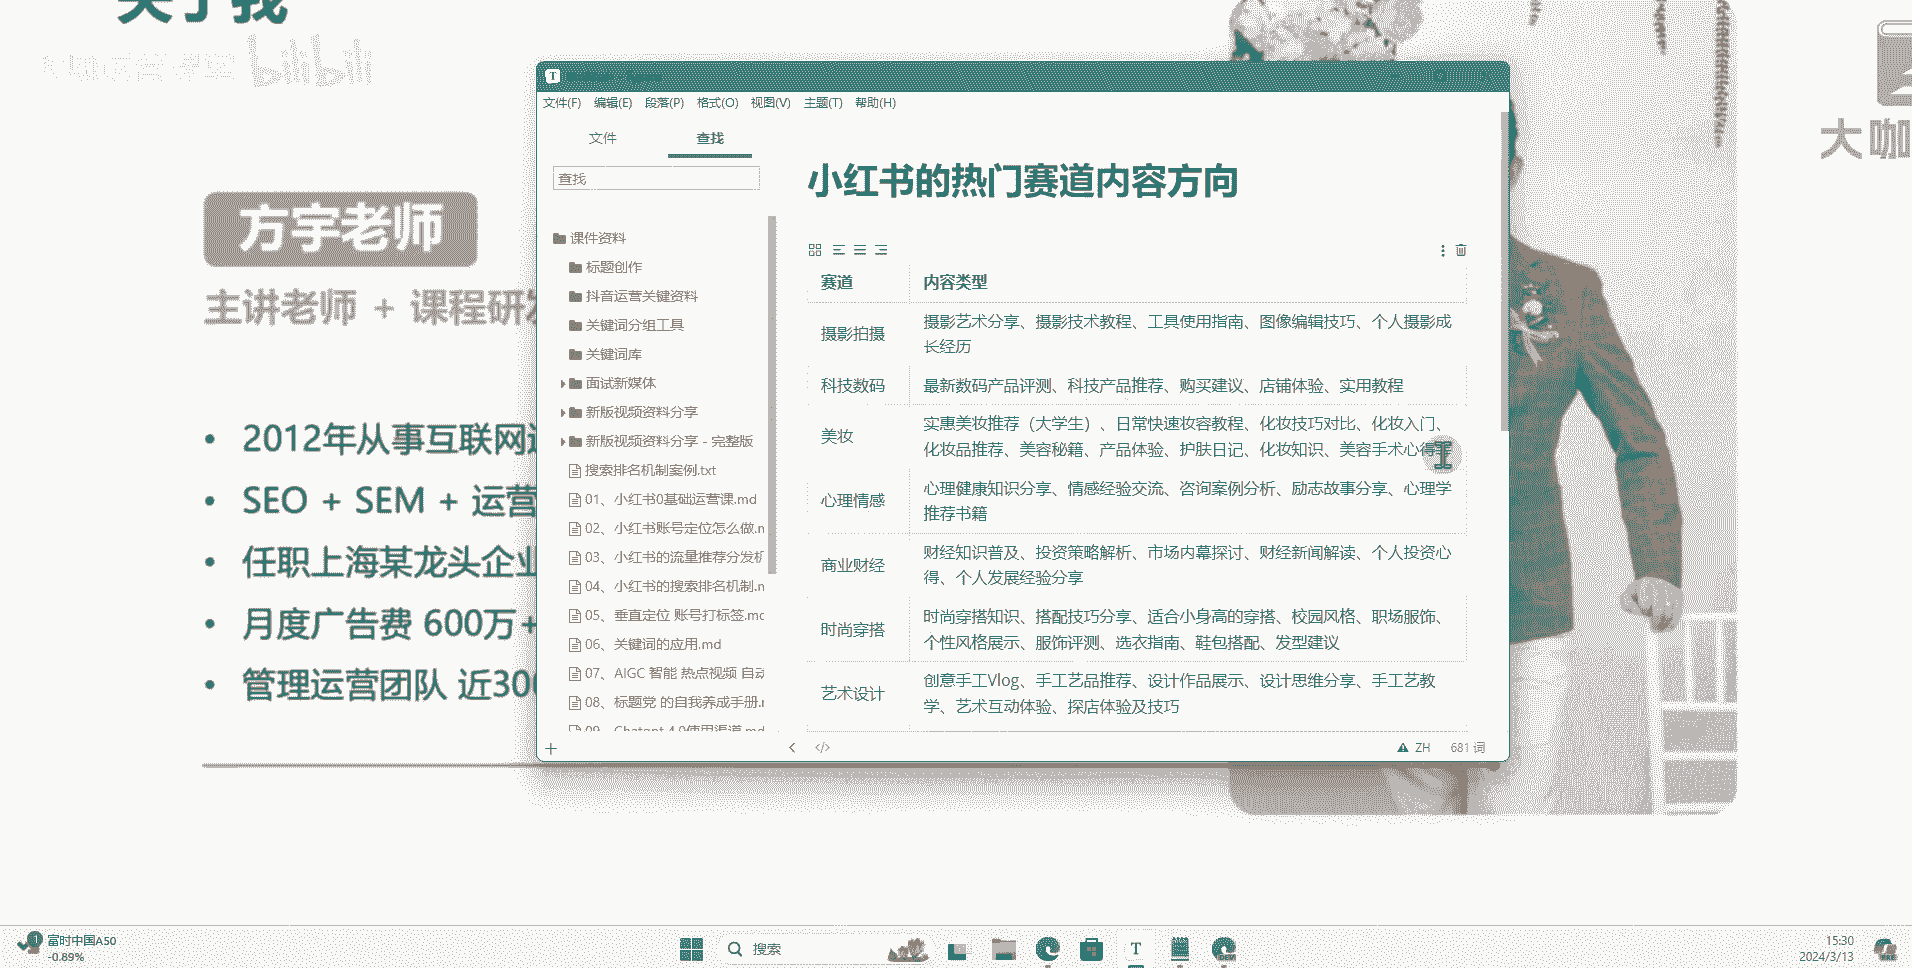 关于我
bilibili
方宇老师
主讲老师 + 课程研发
2012年从事互联网运
SEO + SEM + 运营
任职上海某龙头企业
月度广告费 600万+
管理运营团队 近300
大咖
文件(F) 编辑(E) 段落(P) 格式(O) 视图(V) 主题(T) 帮助(H)
文件 查找
查找
课件资料
标题创作
抖音运营关键资料
关键词分组工具
关键词库
面试新媒体
新版视频资料分享
新版视频资料分享 - 完整版
搜索排名机制案例.txt
01、小红书0基础运营课.md
02、小红书账号定位怎么做.m
03、小红书的流量推荐分发机
04、小红书的搜索排名机制.m
05、垂直定位 账号打标签.mc
06、关键词的应用.md
07、AIGC 智能 热点视频 自动
08、标题党 的自我养成手册.r
09、Chatgpt 4.0使用渠道.md
小红书的热门赛道内容方向
赛道 内容类型
摄影拍摄 摄影艺术分享、摄影技术教程、工具使用指南、图像编辑技巧、个人摄影成
长经历
科技数码 最新数码产品评测、科技产品推荐、购买建议、店铺体验、实用教程
美妆 实惠美妆推荐（大学生）、日常快速妆容教程、化妆技巧对比、化妆入门、
化妆品推荐、美容秘籍、产品体验、护肤日记、化妆知识、美容手术心得
心理情感 心理健康知识分享、情感经验交流、咨询案例分析、励志故事分享、心理学
推荐书籍
商业财经 财经知识普及、投资策略解析、市场内幕探讨、财经新闻解读、个人投资心
得、个人发展经验分享
时尚穿搭 时尚穿搭知识、搭配技巧分享、适合小身高的穿搭、校园风格、职场服饰、
个性风格展示、服饰评测、选衣指南、鞋包搭配、发型建议
艺术设计 创意手工Vlog、手工艺品推荐、设计作品展示、设计思维分享、手工艺教
学、艺术互动体验、探店体验及技巧
ZH 681 词
富时中国A50
-0.89%
搜索
15:30
2024/3/13